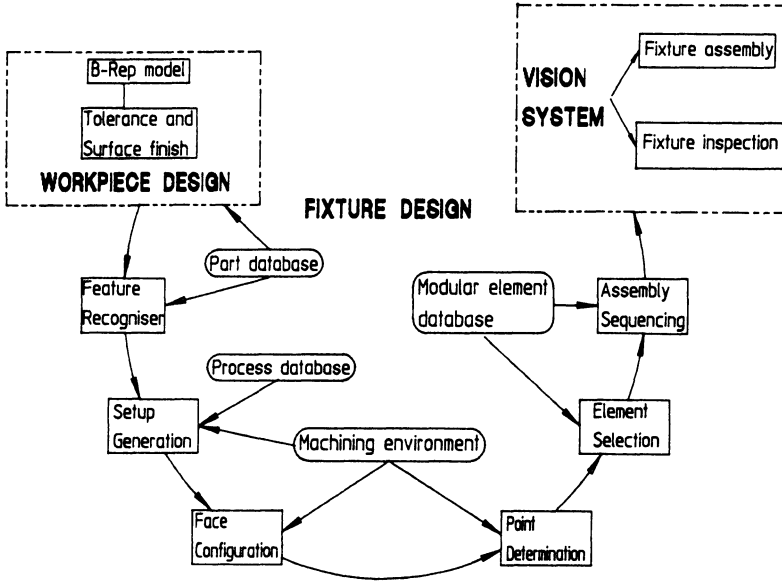 B-Rep model
Tolerance and
Surface finish
WORKPIECE DESIGN
VISION
SYSTEM
Fixture assembly
Fixture inspection
FIXTURE DESIGN
Part database
Feature
Recogniser
Modular element
database
Assembly
Sequencing
Process database
Setup
Generation
Machining environment
Element
Selection
Face
Configuration
Point
Determination